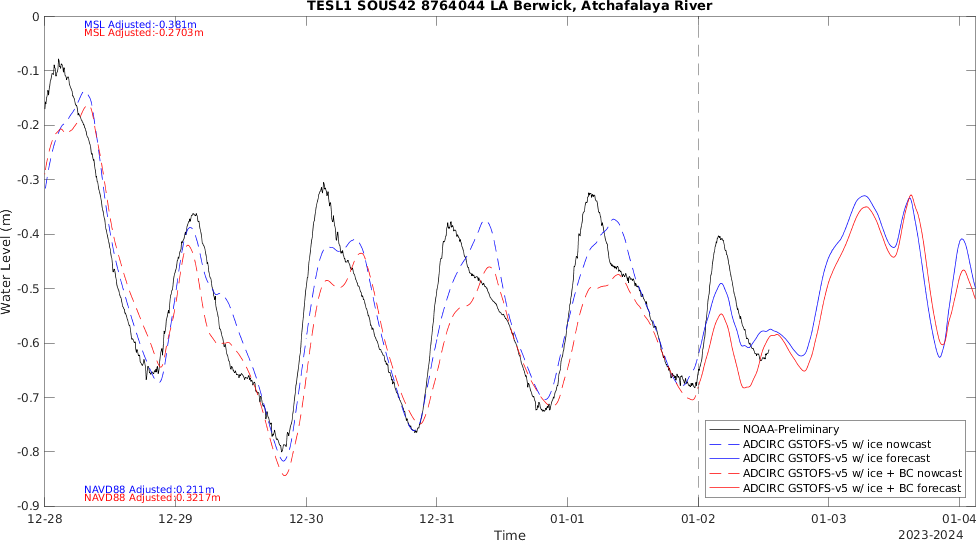 TESL1 SOUS42 8764044 LA Berwick, Atchafalaya River
MSL Adjusted:-0.381m
MSL Adjusted:-0.2703m
0
-0.1
-0.2
-0.3
-0.4
-0.5
-0.6
-0.7
-0.8
-0.9
Water Level (m)
NOAA-Preliminary
ADCIRC GSTOFS-v5 w/ ice nowcast
ADCIRC GSTOFS-v5 w/ ice forecast
ADCIRC GSTOFS-v5 w/ ice + BC nowcast
ADCIRC GSTOFS-v5 w/ ice + BC forecast
NAVD88 Adjusted:0.211m
NAVD88 Adjusted:0.3217m
12-28 12-29 12-30 12-31 01-01 01-02 01-03 01-04
Time
2023-2024